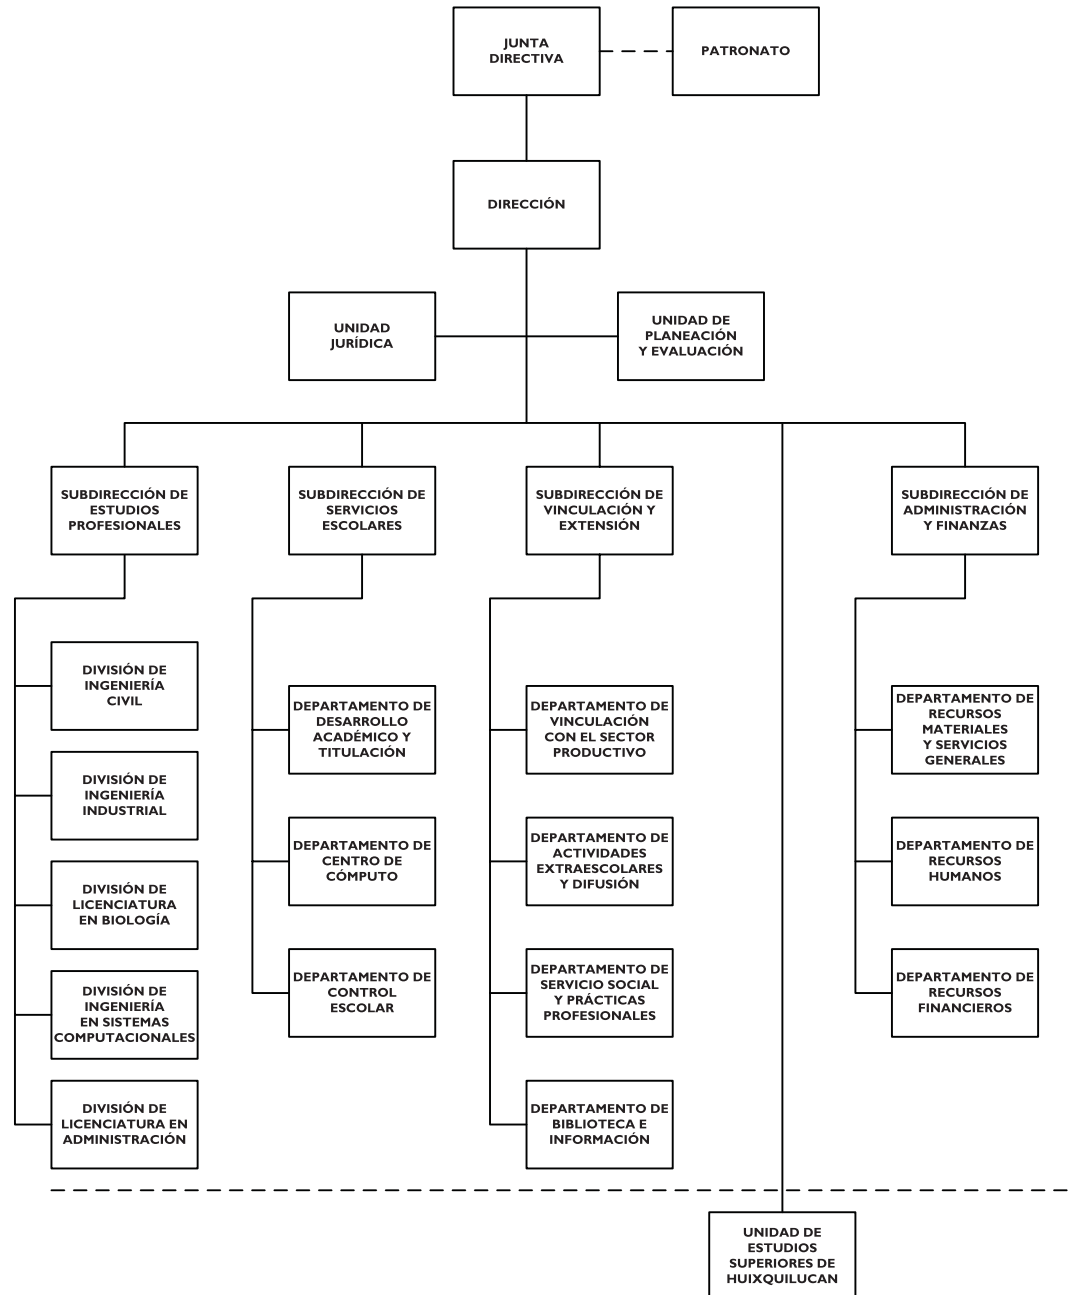 JUNTA
DIRECTIVA
PATRONATO
DIRECCIÓN
UNIDAD
JURÍDICA
UNIDAD DE
PLANEACIÓN
Y EVALUACIÓN
SUBDIRECCIÓN DE
ESTUDIOS
PROFESIONALES
SUBDIRECCIÓN DE
SERVICIOS
ESCOLARES
SUBDIRECCIÓN DE
VINCULACIÓN Y
EXTENSIÓN
SUBDIRECCIÓN DE
ADMINISTRACIÓN
Y FINANZAS
DIVISIÓN DE
INGENIERÍA
CIVIL
DIVISIÓN DE
INGENIERÍA
INDUSTRIAL
DIVISIÓN DE
LICENCIATURA
EN BIOLOGÍA
DIVISIÓN DE
INGENIERÍA
EN SISTEMAS
COMPUTACIONALES
DIVISIÓN DE
LICENCIATURA EN
ADMINISTRACIÓN
DEPARTAMENTO DE
DESARROLLO
ACADÉMICO Y
TITULACIÓN
DEPARTAMENTO DE
CENTRO DE
CÓMPUTO
DEPARTAMENTO DE
CONTROL
ESCOLAR
DEPARTAMENTO DE
VINCULACIÓN
CON EL SECTOR
PRODUCTIVO
DEPARTAMENTO DE
ACTIVIDADES
EXTRAESCOLARES
Y DIFUSIÓN
DEPARTAMENTO DE
SERVICIO SOCIAL
Y PRÁCTICAS
PROFESIONALES
DEPARTAMENTO DE
BIBLIOTECA E
INFORMACIÓN
DEPARTAMENTO DE
RECURSOS
MATERIALES
Y SERVICIOS
GENERALES
DEPARTAMENTO DE
RECURSOS
HUMANOS
DEPARTAMENTO DE
RECURSOS
FINANCIEROS
UNIDAD DE
ESTUDIOS
SUPERIORES DE
HUIXQUILUCAN